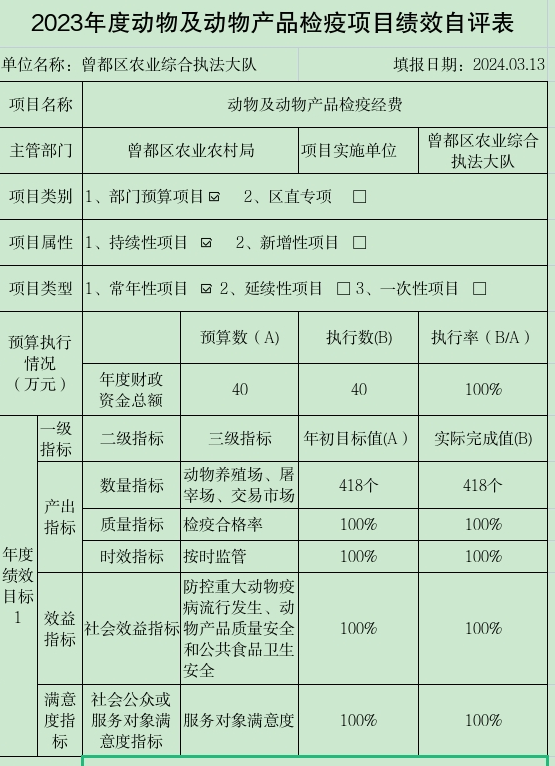 2023年度动物及动物产品检疫项目绩效自评表
单位名称：曾都区农业综合执法大队 填报日期：2024.03.13
项目名称 动物及动物产品检疫经费
主管部门 曾都区农业农村局 项目实施单位 曾都区农业综合
执法大队
项目类别 1、部门预算项目☑ 2、区直专项 □
项目属性 1、持续性项目 ☑ 2、新增性项目 □
项目类型 1、常年性项目 ☑ 2、延续性项目 □ 3、一次性项目 □
预算执行
情况
（万元） 预算数（A） 执行数(B) 执行率（B/A）
年度财政
资金总额 40 40 100%
年度
绩效
目标
1
一级
指标 二级指标 三级指标 年初目标值(A） 实际完成值(B)
产出
指标
数量指标 动物养殖场、屠
宰场、交易市场 418个 418个
质量指标 检疫合格率 100% 100%
时效指标 按时监管 100% 100%
效益
指标 社会效益指标 防控重大动物疫
病流行发生、动
物产品质量安全
和公共食品卫生
安全 100% 100%
满意
度指
标
社会公众或
服务对象满
意度指标 服务对象满意度 100% 100%